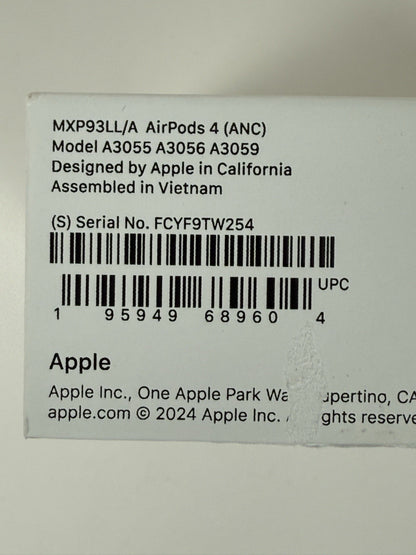 MXP93LL/A AirPods 4 (ANC)
Model A3055 A3056 A3059
Designed by Apple in California
Assembled in Vietnam
(S) Serial No. FCYF9TW254
UPC
1 95949 68960 4
Apple
Apple Inc., One Apple Park CA
apple.com © 2024 Apple Inc.